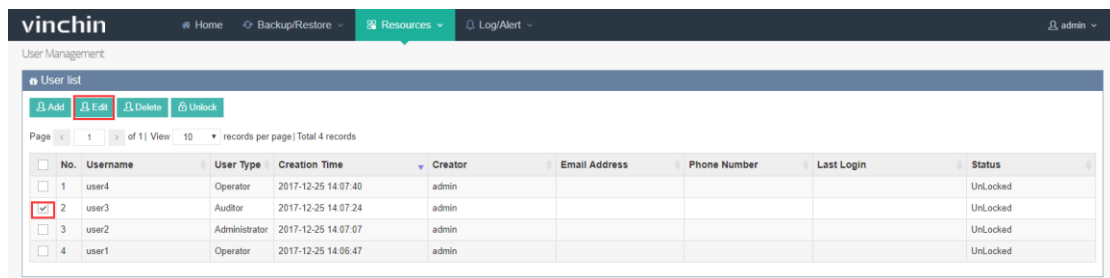 vinchin Home Backup/Restore Resources Log/Alert admin
User Management
User list
Add Edit Delete Unlock
Page 1 of 1| View 10 records per page| Total 4 records
No. Username User Type Creation Time Creator Email Address Phone Number Last Login Status
1 user4 Operator 2017-12-25 14:07:40 admin UnLocked
2 user3 Auditor 2017-12-25 14:07:24 admin UnLocked
3 user2 Administrator 2017-12-25 14:07:07 admin UnLocked
4 user1 Operator 2017-12-25 14:06:47 admin UnLocked